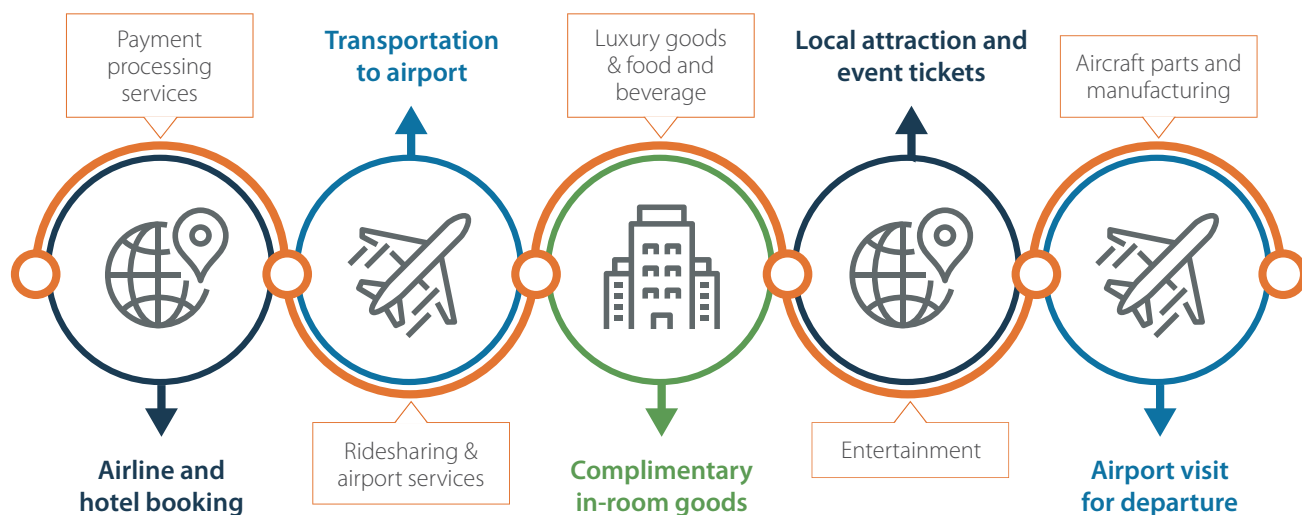 Payment
processing
services
Transportation
to airport
Luxury goods
& food and
beverage
Local attraction and
event tickets
Aircraft parts and
manufacturing
Airline and
hotel booking
Ridesharing &
airport services
Complimentary
in-room goods
Entertainment
Airport visit
for departure